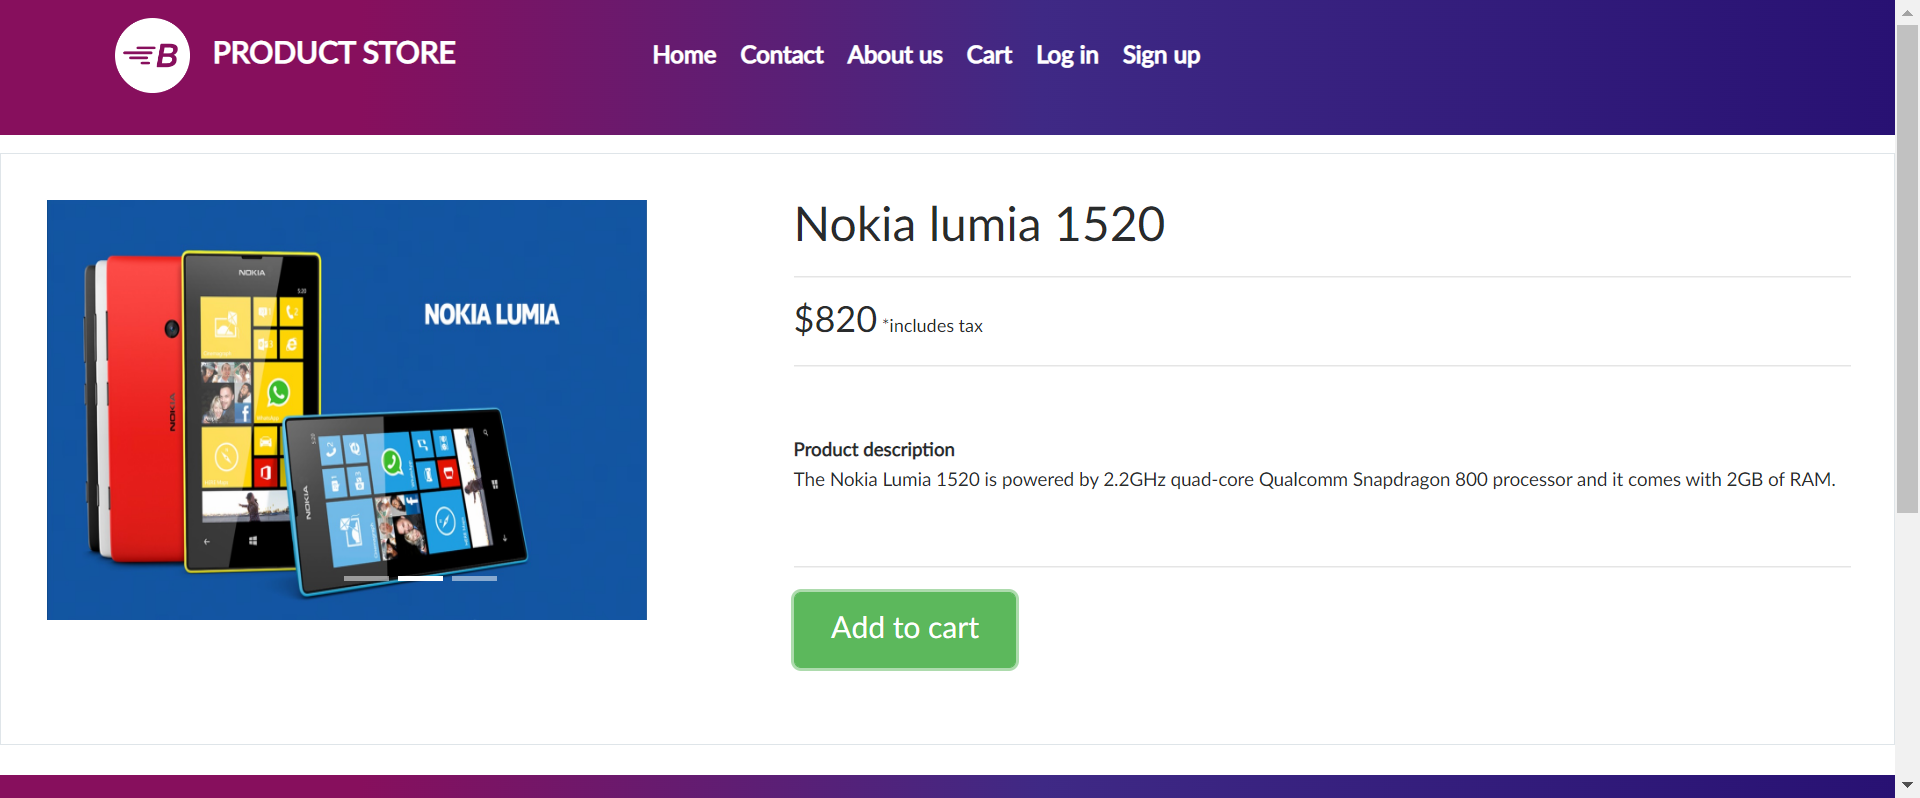 B PRODUCT STORE Home Contact About us Cart Log in Sign up
Nokia lumia 1520
$820 *includes tax
Product description
The Nokia Lumia 1520 is powered by 2.2GHz quad-core Qualcomm Snapdragon 800 processor and it comes with 2GB of RAM.
Add to cart
NOKIA LUMIA
NOKIA
NOKIA
NOKIA